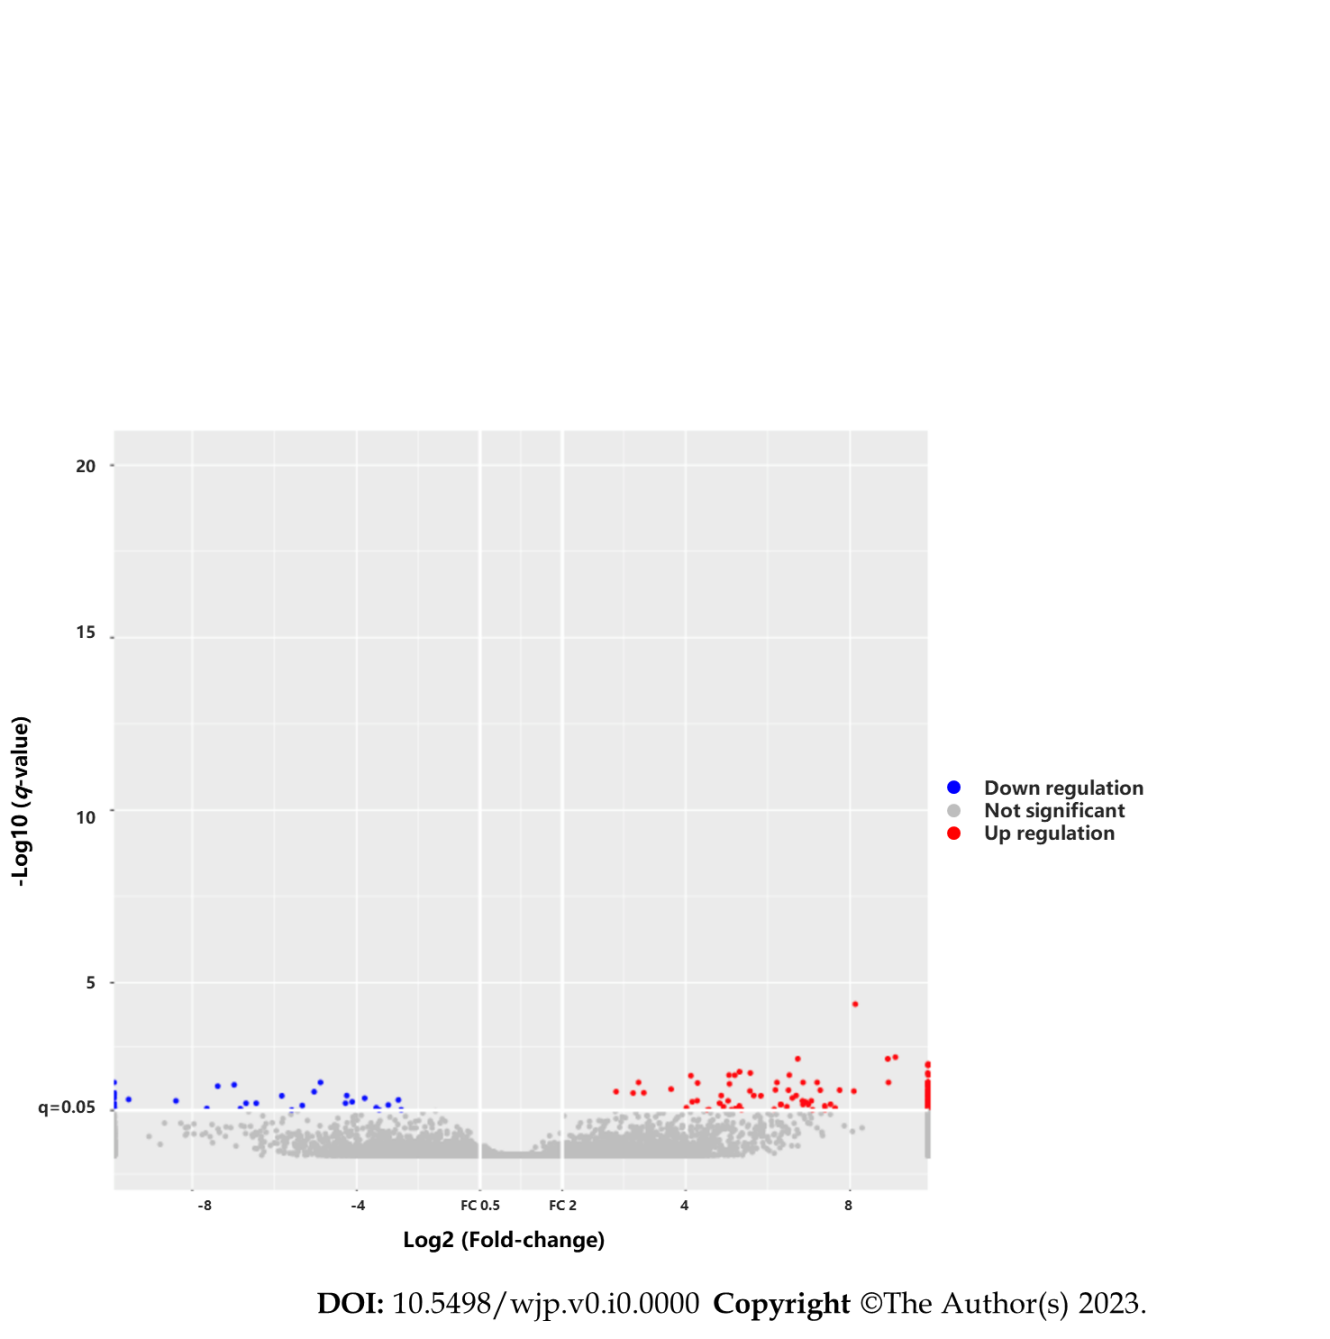 20
15
10
5
q=0.05
-Log10 (q-value)
Down regulation
Not significant
Up regulation
-8 -4 FC 0.5 FC 2 4 8
Log2 (Fold-change)
DOI: 10.5498/wjp.v0.i0.0000 Copyright ©The Author(s) 2023.